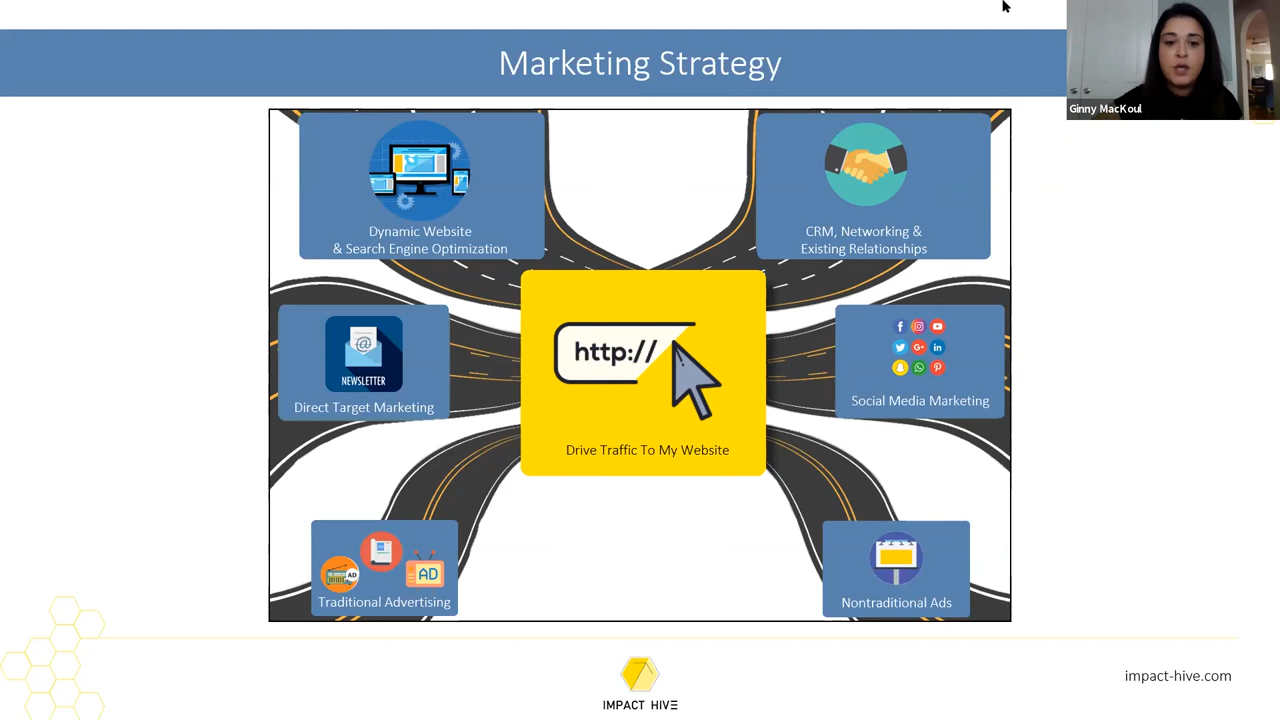 Marketing Strategy
Ginny MacKoul
Dynamic Website
& Search Engine Optimization
CRM, Networking &
Existing Relationships
http://
Drive Traffic To My Website
@
NEWSLETTER
Direct Target Marketing
Social Media Marketing
AD
AD
Traditional Advertising
Nontraditional Ads
IMPACT HIVE
impact-hive.com